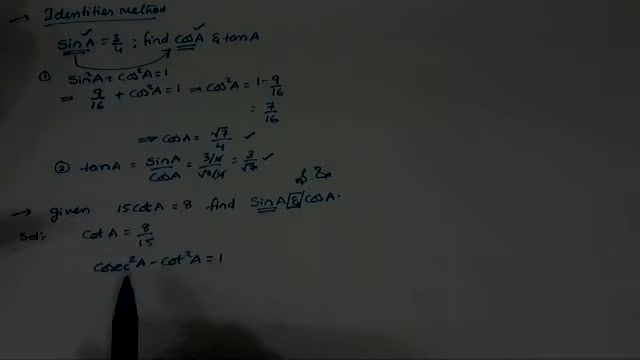 → Identities method
sin A = 3/4 ; find cos A & tan A
① sin²A + cos²A = 1
⇒ 9/16 + cos²A = 1 → cos²A = 1 - 9/16
= 7/16
⇒ cos A = √7/4 ✓
② tan A = sin A/cos A = (3/4)/(√7/4) = 3/√7 ✓
→ given 15 cot A = 8 find sin A & cos A.
Sol: cot A = 8/15
cosec²A - cot²A = 1